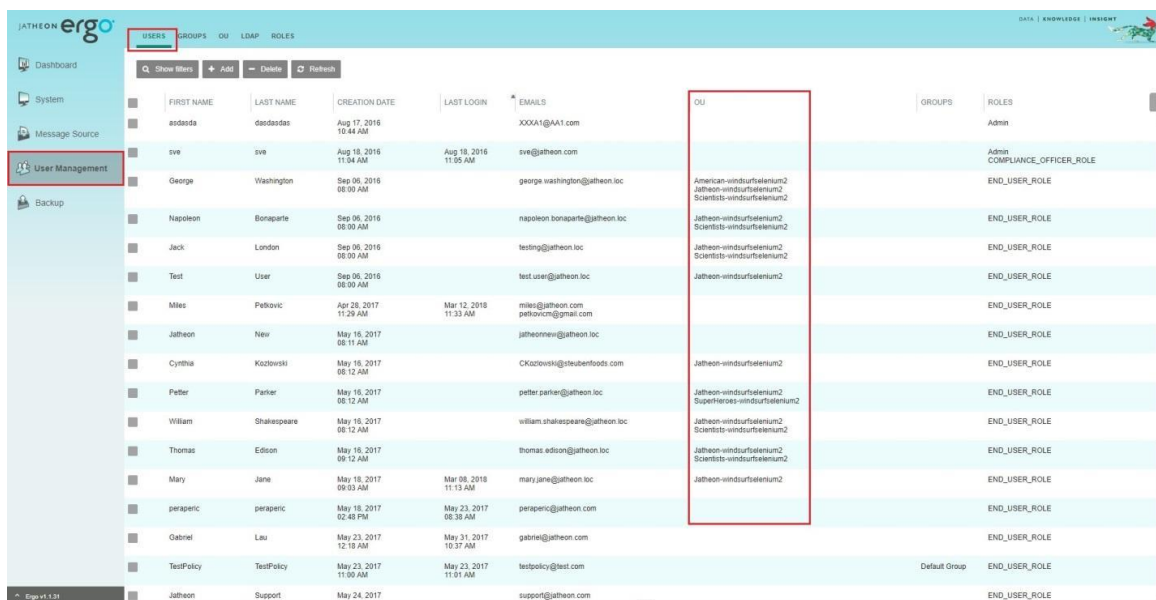 JATHEON ergo
DATA | KNOWLEDGE | INSIGHT
USERS GROUPS OU LDAP ROLES
Dashboard
System
Message Source
User Management
Backup
Show filters Add Delete Refresh
FIRST NAME LAST NAME CREATION DATE LAST LOGIN EMAILS OU GROUPS ROLES
asdasda dasdasdas Aug 17, 2016 XXXA1@AA1.com Admin
10:44 AM
sve sve Aug 18, 2016 Aug 18, 2016 sve@jatheon.com Admin
11:04 AM 11:05 AM COMPLIANCE_OFFICER_ROLE
George Washington Sep 06, 2016 george.washington@jatheon.loc American-windsurfselenium2 END_USER_ROLE
08:00 AM Jatheon-windsurfselenium2
Scientists-windsurfselenium2
Napoleon Bonaparte Sep 06, 2016 napoleon.bonaparte@jatheon.loc Jatheon-windsurfselenium2 END_USER_ROLE
08:00 AM Scientists-windsurfselenium2
Jack London Sep 06, 2016 testing@jatheon.loc Jatheon-windsurfselenium2 END_USER_ROLE
08:00 AM Scientists-windsurfselenium2
Test User Sep 06, 2016 test.user@jatheon.loc Jatheon-windsurfselenium2 END_USER_ROLE
08:00 AM
Miles Petkovic Apr 28, 2017 Mar 12, 2018 miles@jatheon.com END_USER_ROLE
11:29 AM 11:33 AM petkovicm@gmail.com
Jatheon New May 16, 2017 jatheonnew@jatheon.loc END_USER_ROLE
08:11 AM
Cynthia Kozlowski May 16, 2017 CKozlowski@steubenfoods.com Jatheon-windsurfselenium2 END_USER_ROLE
08:12 AM
Petter Parker May 16, 2017 petter.parker@jatheon.loc Jatheon-windsurfselenium2 END_USER_ROLE
08:12 AM SuperHeroes-windsurfselenium2
William Shakespeare May 16, 2017 william.shakespeare@jatheon.loc Jatheon-windsurfselenium2 END_USER_ROLE
08:12 AM Scientists-windsurfselenium2
Thomas Edison May 16, 2017 thomas.edison@jatheon.loc Jatheon-windsurfselenium2 END_USER_ROLE
09:12 AM Scientists-windsurfselenium2
Mary Jane May 18, 2017 Mar 08, 2018 mary.jane@jatheon.loc Jatheon-windsurfselenium2 END_USER_ROLE
09:03 AM 11:13 AM
peraperic peraperic May 18, 2017 May 23, 2017 peraperic@jatheon.com END_USER_ROLE
02:48 PM 08:38 AM
Gabriel Lau May 23, 2017 May 31, 2017 gabriel@jatheon.com END_USER_ROLE
12:18 AM 10:37 AM
TestPolicy TestPolicy May 23, 2017 May 23, 2017 testpolicy@test.com Default Group END_USER_ROLE
11:00 AM 11:01 AM
Jatheon Support May 24, 2017 support@jatheon.com END_USER_ROLE
Ergo v1.1.31